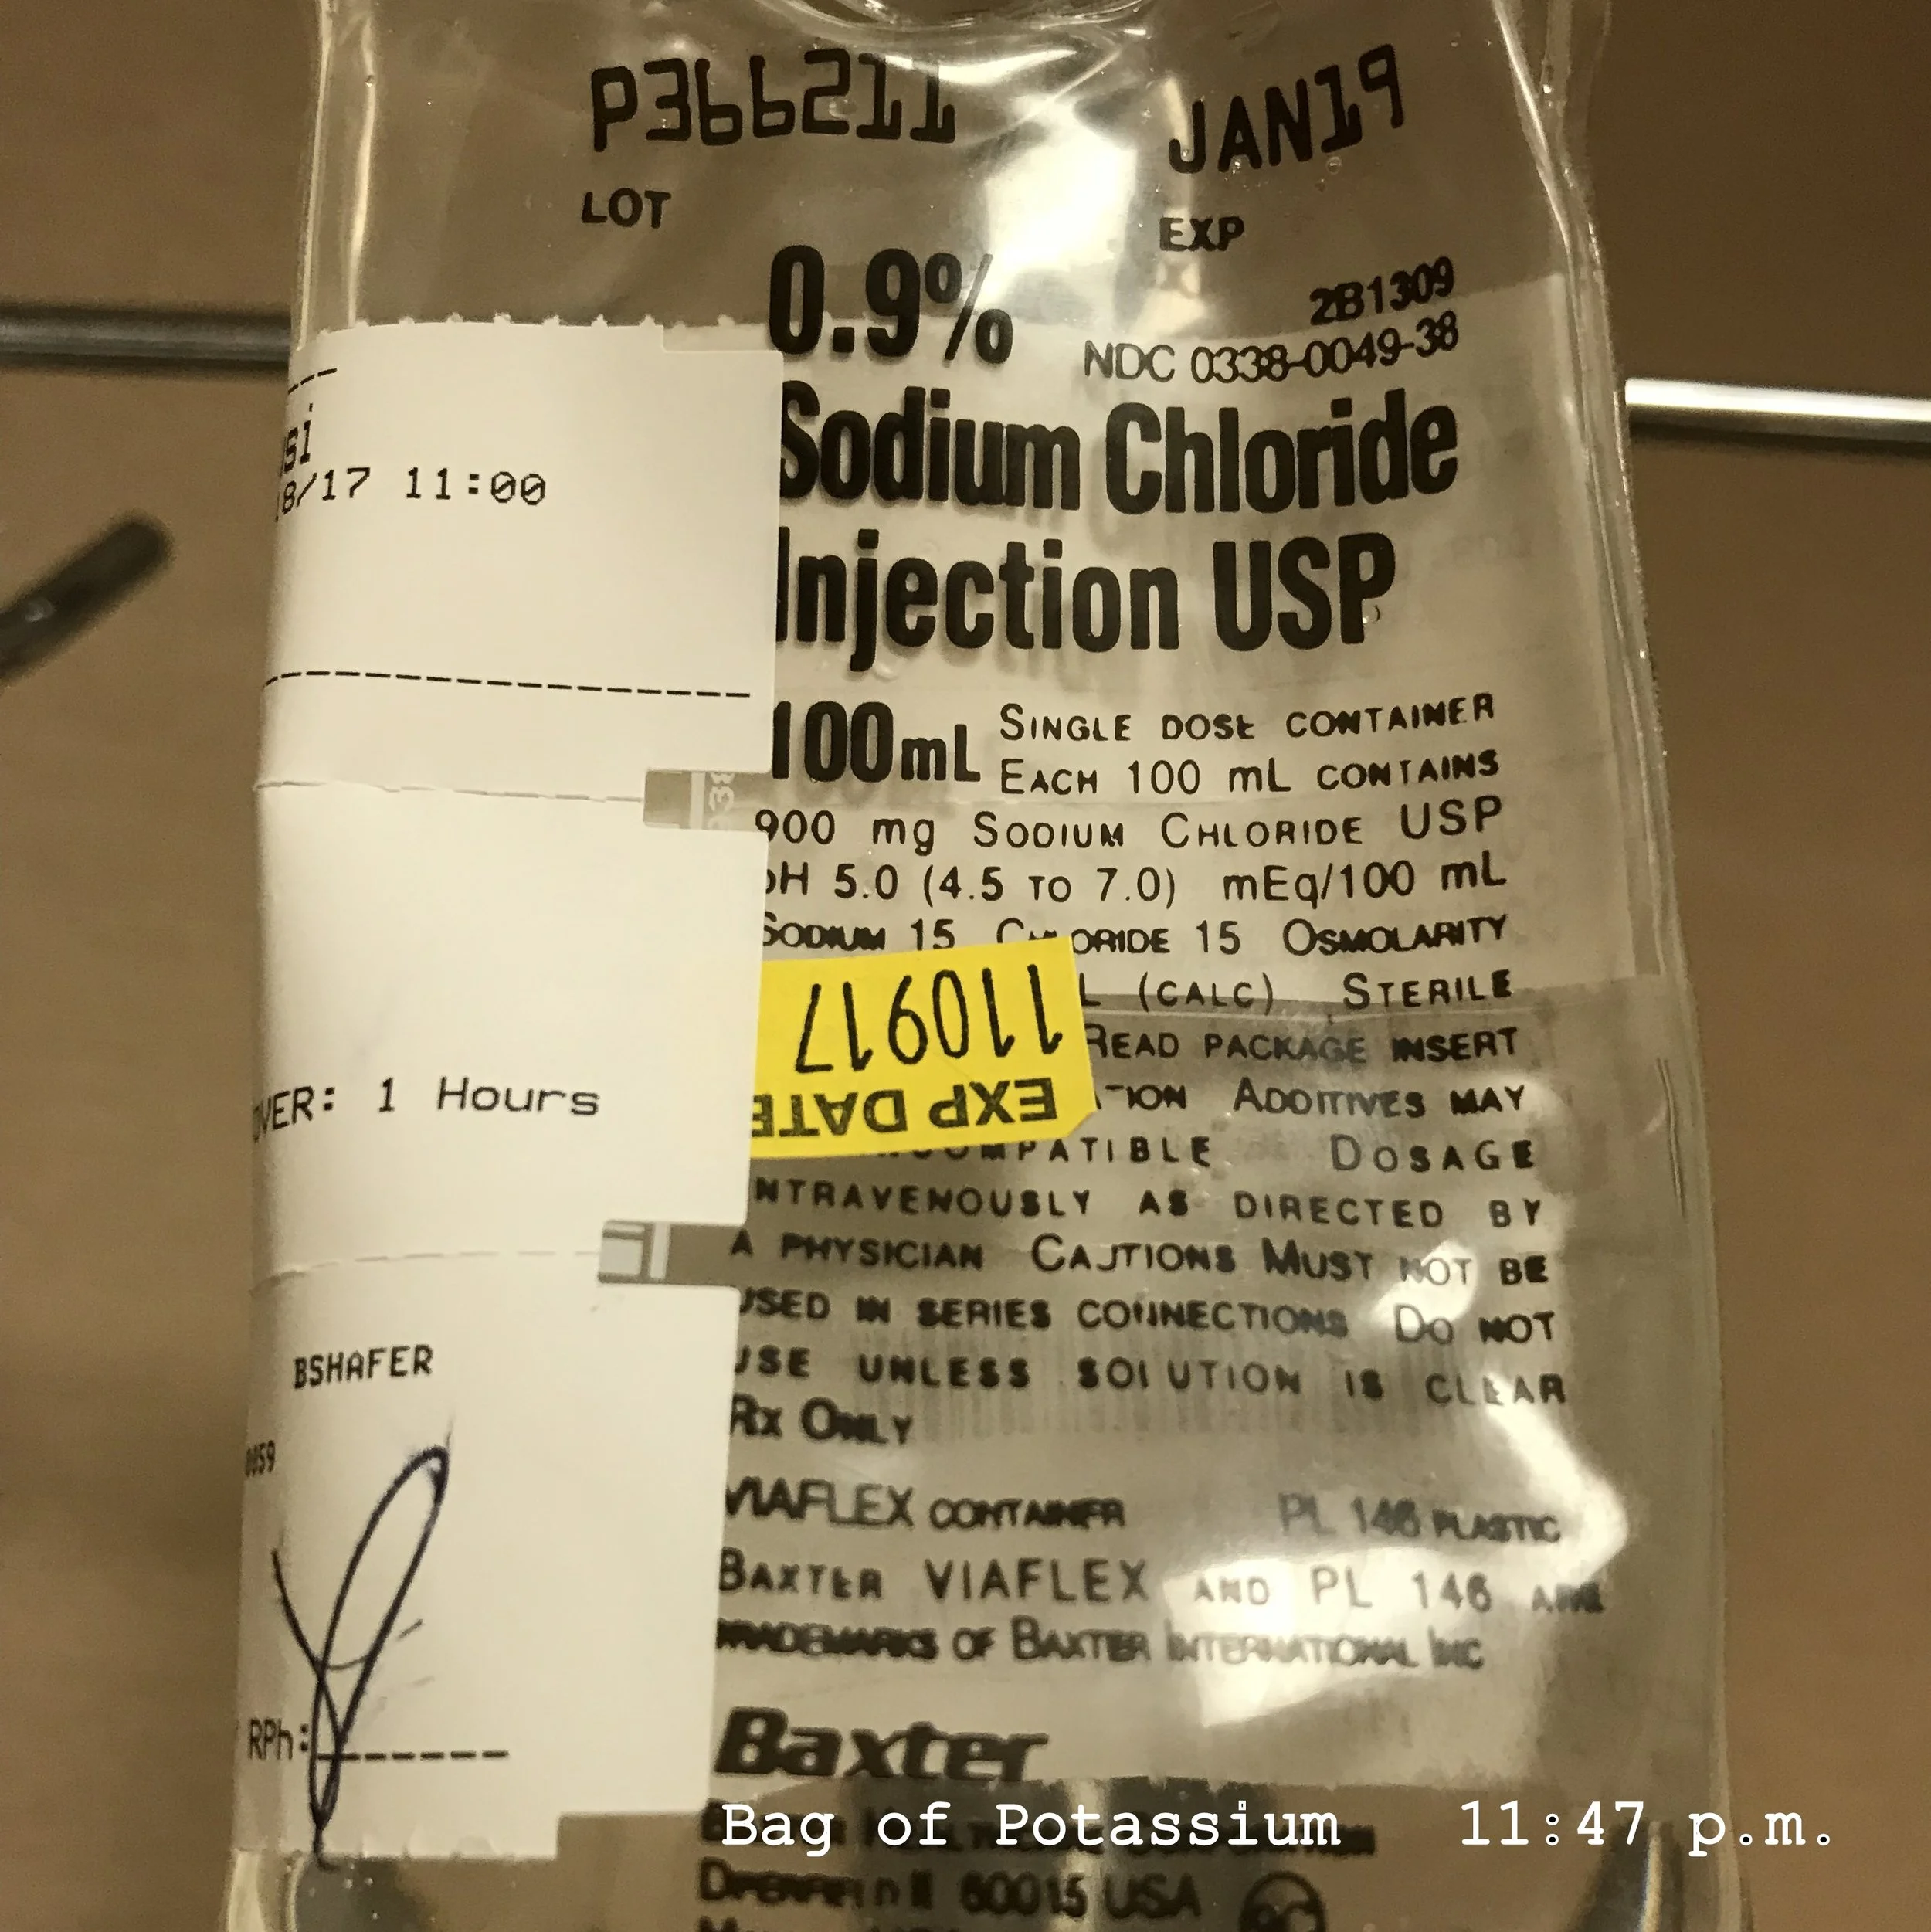 P366211
JAN19
LOT
EXP
0.9%
2B1309
NDC 0338-0049-38
Sodium Chloride
Injection USP
100mL
SINGLE DOSE CONTAINER
EACH 100 mL CONTAINS
900 mg SODIUM CHLORIDE USP
pH 5.0 (4.5 TO 7.0) mEq/100 mL
SODIUM 15 CHLORIDE 15 OSMOLARITY
L (CALC) STERILE
READ PACKAGE INSERT
ADDITIVES MAY
DOSAGE
INTRAVENOUSLY AS DIRECTED BY
A PHYSICIAN CAUTIONS MUST NOT BE
USED IN SERIES CONNECTIONS DO NOT
USE UNLESS SOLUTION IS CLEAR
Rx ONLY
VIAFLEX CONTAINER PL 146 PLASTIC
BAXTER VIAFLEX AND PL 146 ARE
TRADEMARKS OF BAXTER INTERNATIONAL INC
Baxter
60015 USA
8/17 11:00
OVER: 1 Hours
BSHAFER
RPh:
EXP DATE
110917
Bag of Potassium 11:47 p.m.